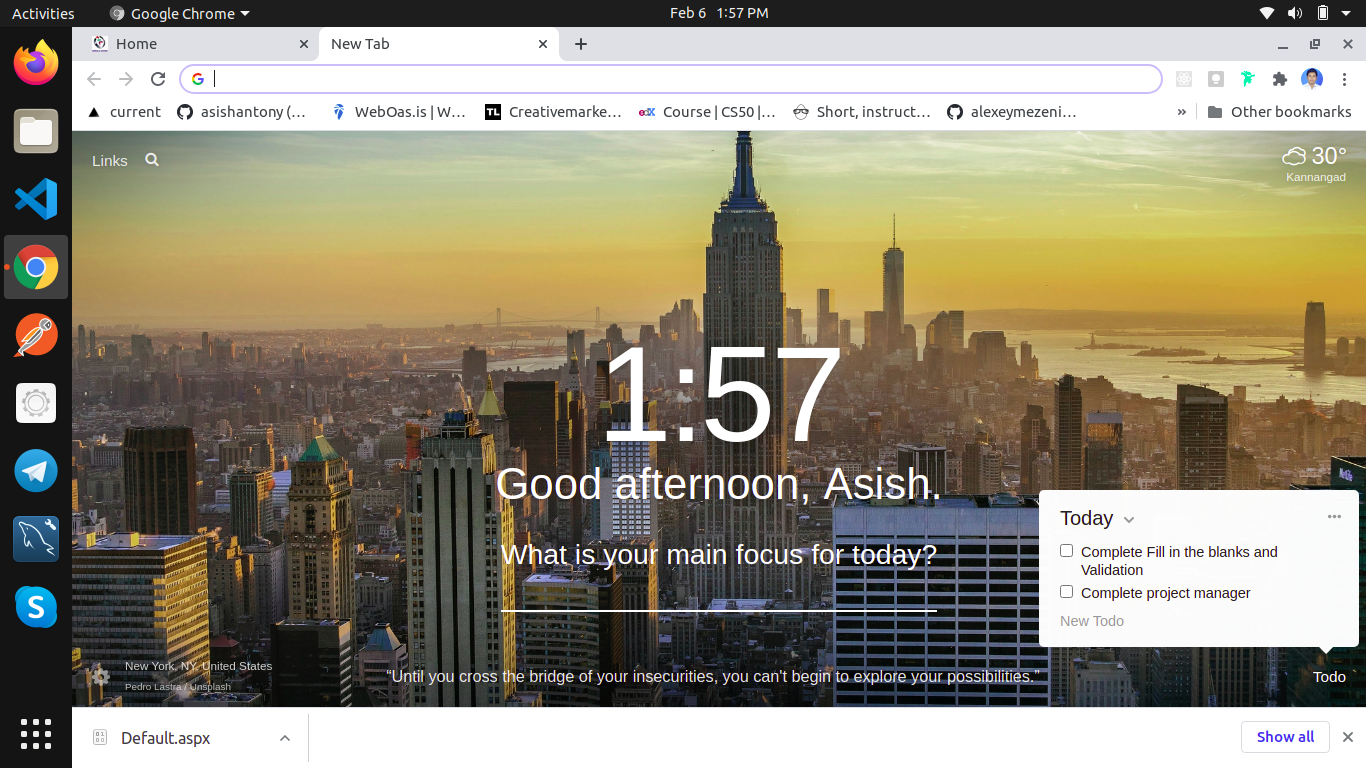 Activities
Google Chrome
Feb 6 1:57 PM
Home
New Tab
current
asishantony (…
WebOas.is | W…
TL
Creativemarke…
edX
Course | CS50 |…
Short, instruct…
alexeymezeni…
»
Other bookmarks
Links
30°
Kannangad
1:57
Good afternoon, Asish.
What is your main focus for today?
Today
Complete Fill in the blanks and
Validation
Complete project manager
New Todo
New York, NY, United States
Pedro Lastra / Unsplash
“Until you cross the bridge of your insecurities, you can't begin to explore your possibilities.”
Todo
Default.aspx
Show all